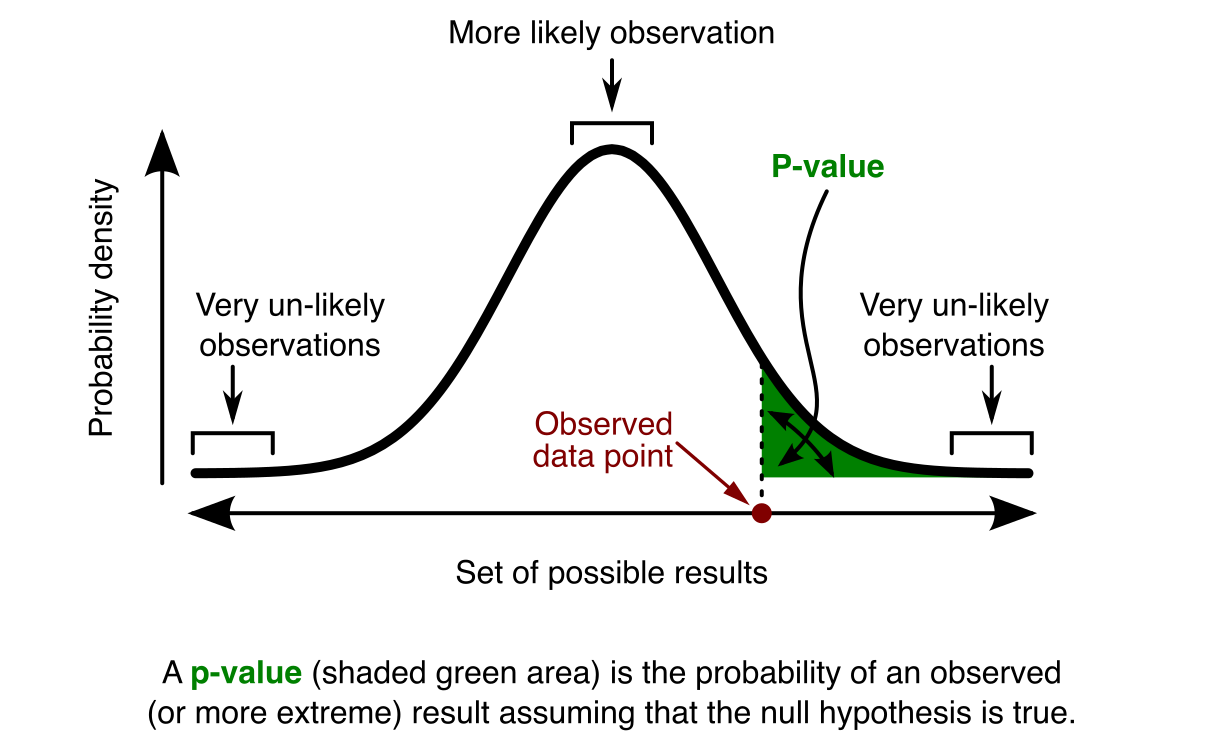 More likely observation
P-value
Probability density
Very un-likely
observations
Very un-likely
observations
Observed
data point
Set of possible results
A p-value (shaded green area) is the probability of an observed
(or more extreme) result assuming that the null hypothesis is true.